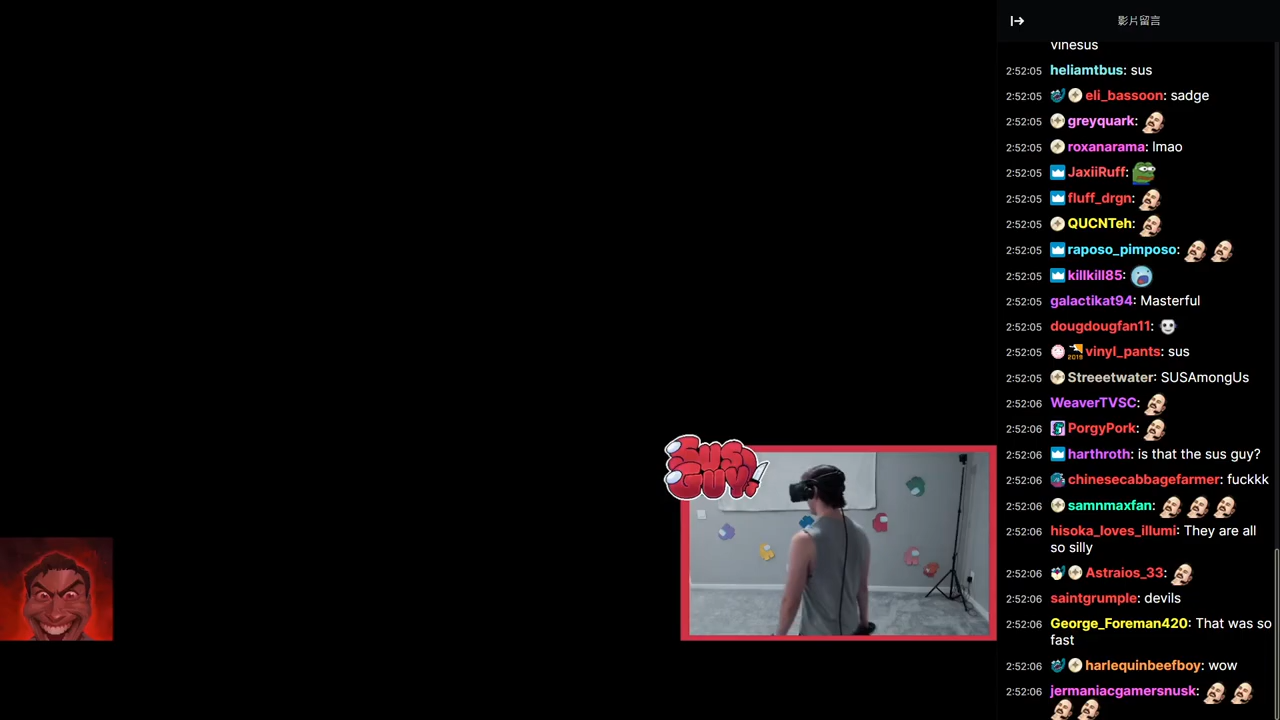 影片留言
vinesus
2:52:05 heliamtbus: sus
2:52:05 eli_bassoon: sadge
2:52:05 greyquark:
2:52:05 roxanarama: lmao
2:52:05 JaxiiRuff:
2:52:05 fluff_drgn:
2:52:05 QUCNTeh:
2:52:05 raposo_pimposo:
2:52:05 killkill85:
2:52:05 galactikat94: Masterful
2:52:05 dougdougfan11:
2:52:05 2019 vinyl_pants: sus
2:52:05 Streeetwater: SUSAmongUs
2:52:06 WeaverTVSC:
2:52:06 PorgyPork:
2:52:06 harthroth: is that the sus guy?
2:52:06 chinesecabbagefarmer: fuckkk
2:52:06 samnmaxfan:
2:52:06 hisoka_loves_illumi: They are all
so silly
2:52:06 Astraios_33:
2:52:06 saintgrumple: devils
2:52:06 George_Foreman420: That was so
fast
2:52:06 harlequinbeefboy: wow
2:52:06 jermaniacgamersnusk:
SUS
GUY